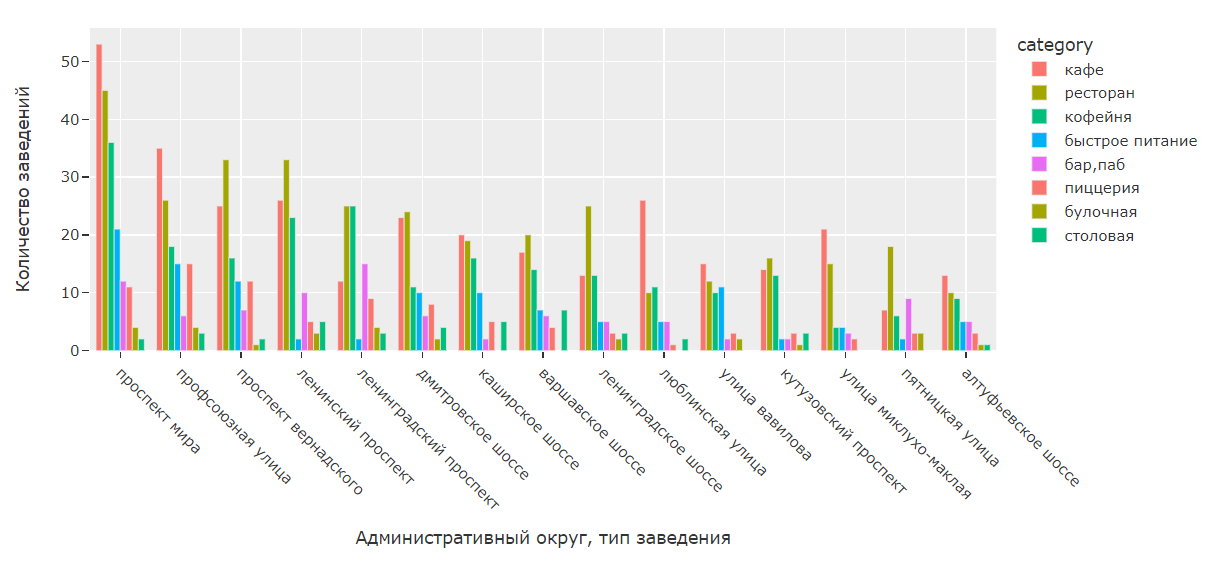 category
кафе
ресторан
кофейня
быстрое питание
бар,паб
пиццерия
булочная
столовая
Количество заведений
50
40
30
20
10
0
проспект мира
профсоюзная улица
проспект вернадского
ленинский проспект
ленинградский проспект
дмитровское шоссе
каширское шоссе
варшавское шоссе
ленинградское шоссе
люблинская улица
улица вавилова
кутузовский проспект
улица миклухо-маклая
пятницкая улица
алтуфьевское шоссе
Административный округ, тип заведения